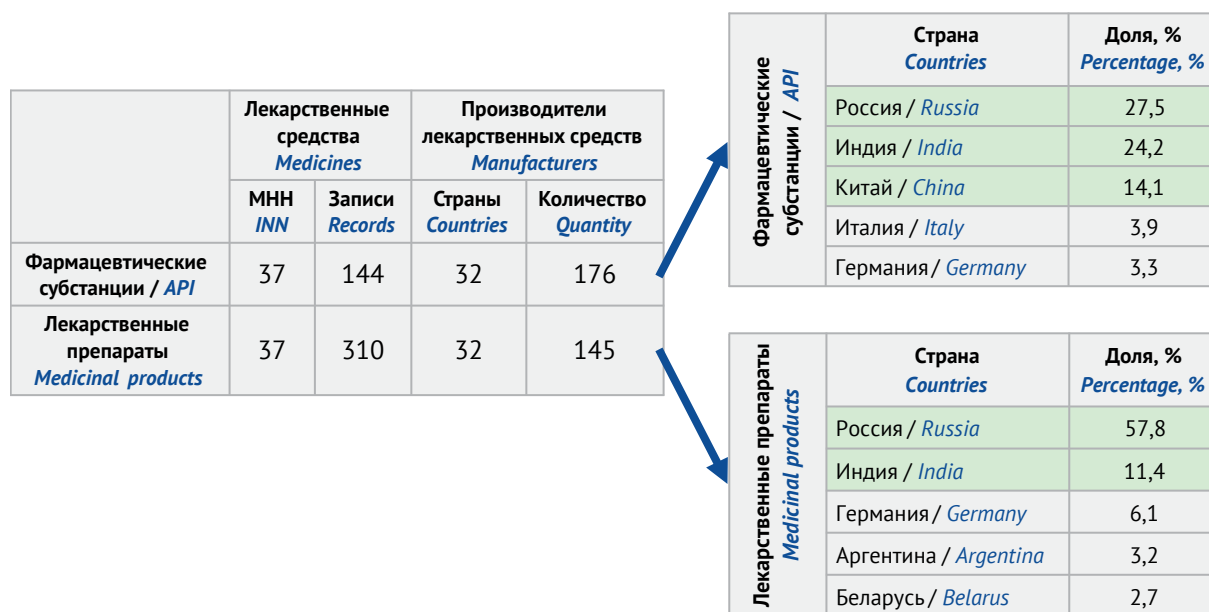 Лекарственные средства
Medicines
Производители лекарственных средств
Manufacturers
МНН
INN
Записи
Records
Страны
Countries
Количество
Quantity
Фармацевтические
субстанции / API
37
144
32
176
Лекарственные
препараты
Medicinal products
37
310
32
145
Фармацевтические
субстанции / API
Страна
Countries
Доля, %
Percentage, %
Россия / Russia
27,5
Индия / India
24,2
Китай / China
14,1
Италия / Italy
3,9
Германия / Germany
3,3
Лекарственные препараты
Medicinal products
Страна
Countries
Доля, %
Percentage, %
Россия / Russia
57,8
Индия / India
11,4
Германия / Germany
6,1
Аргентина / Argentina
3,2
Беларусь / Belarus
2,7